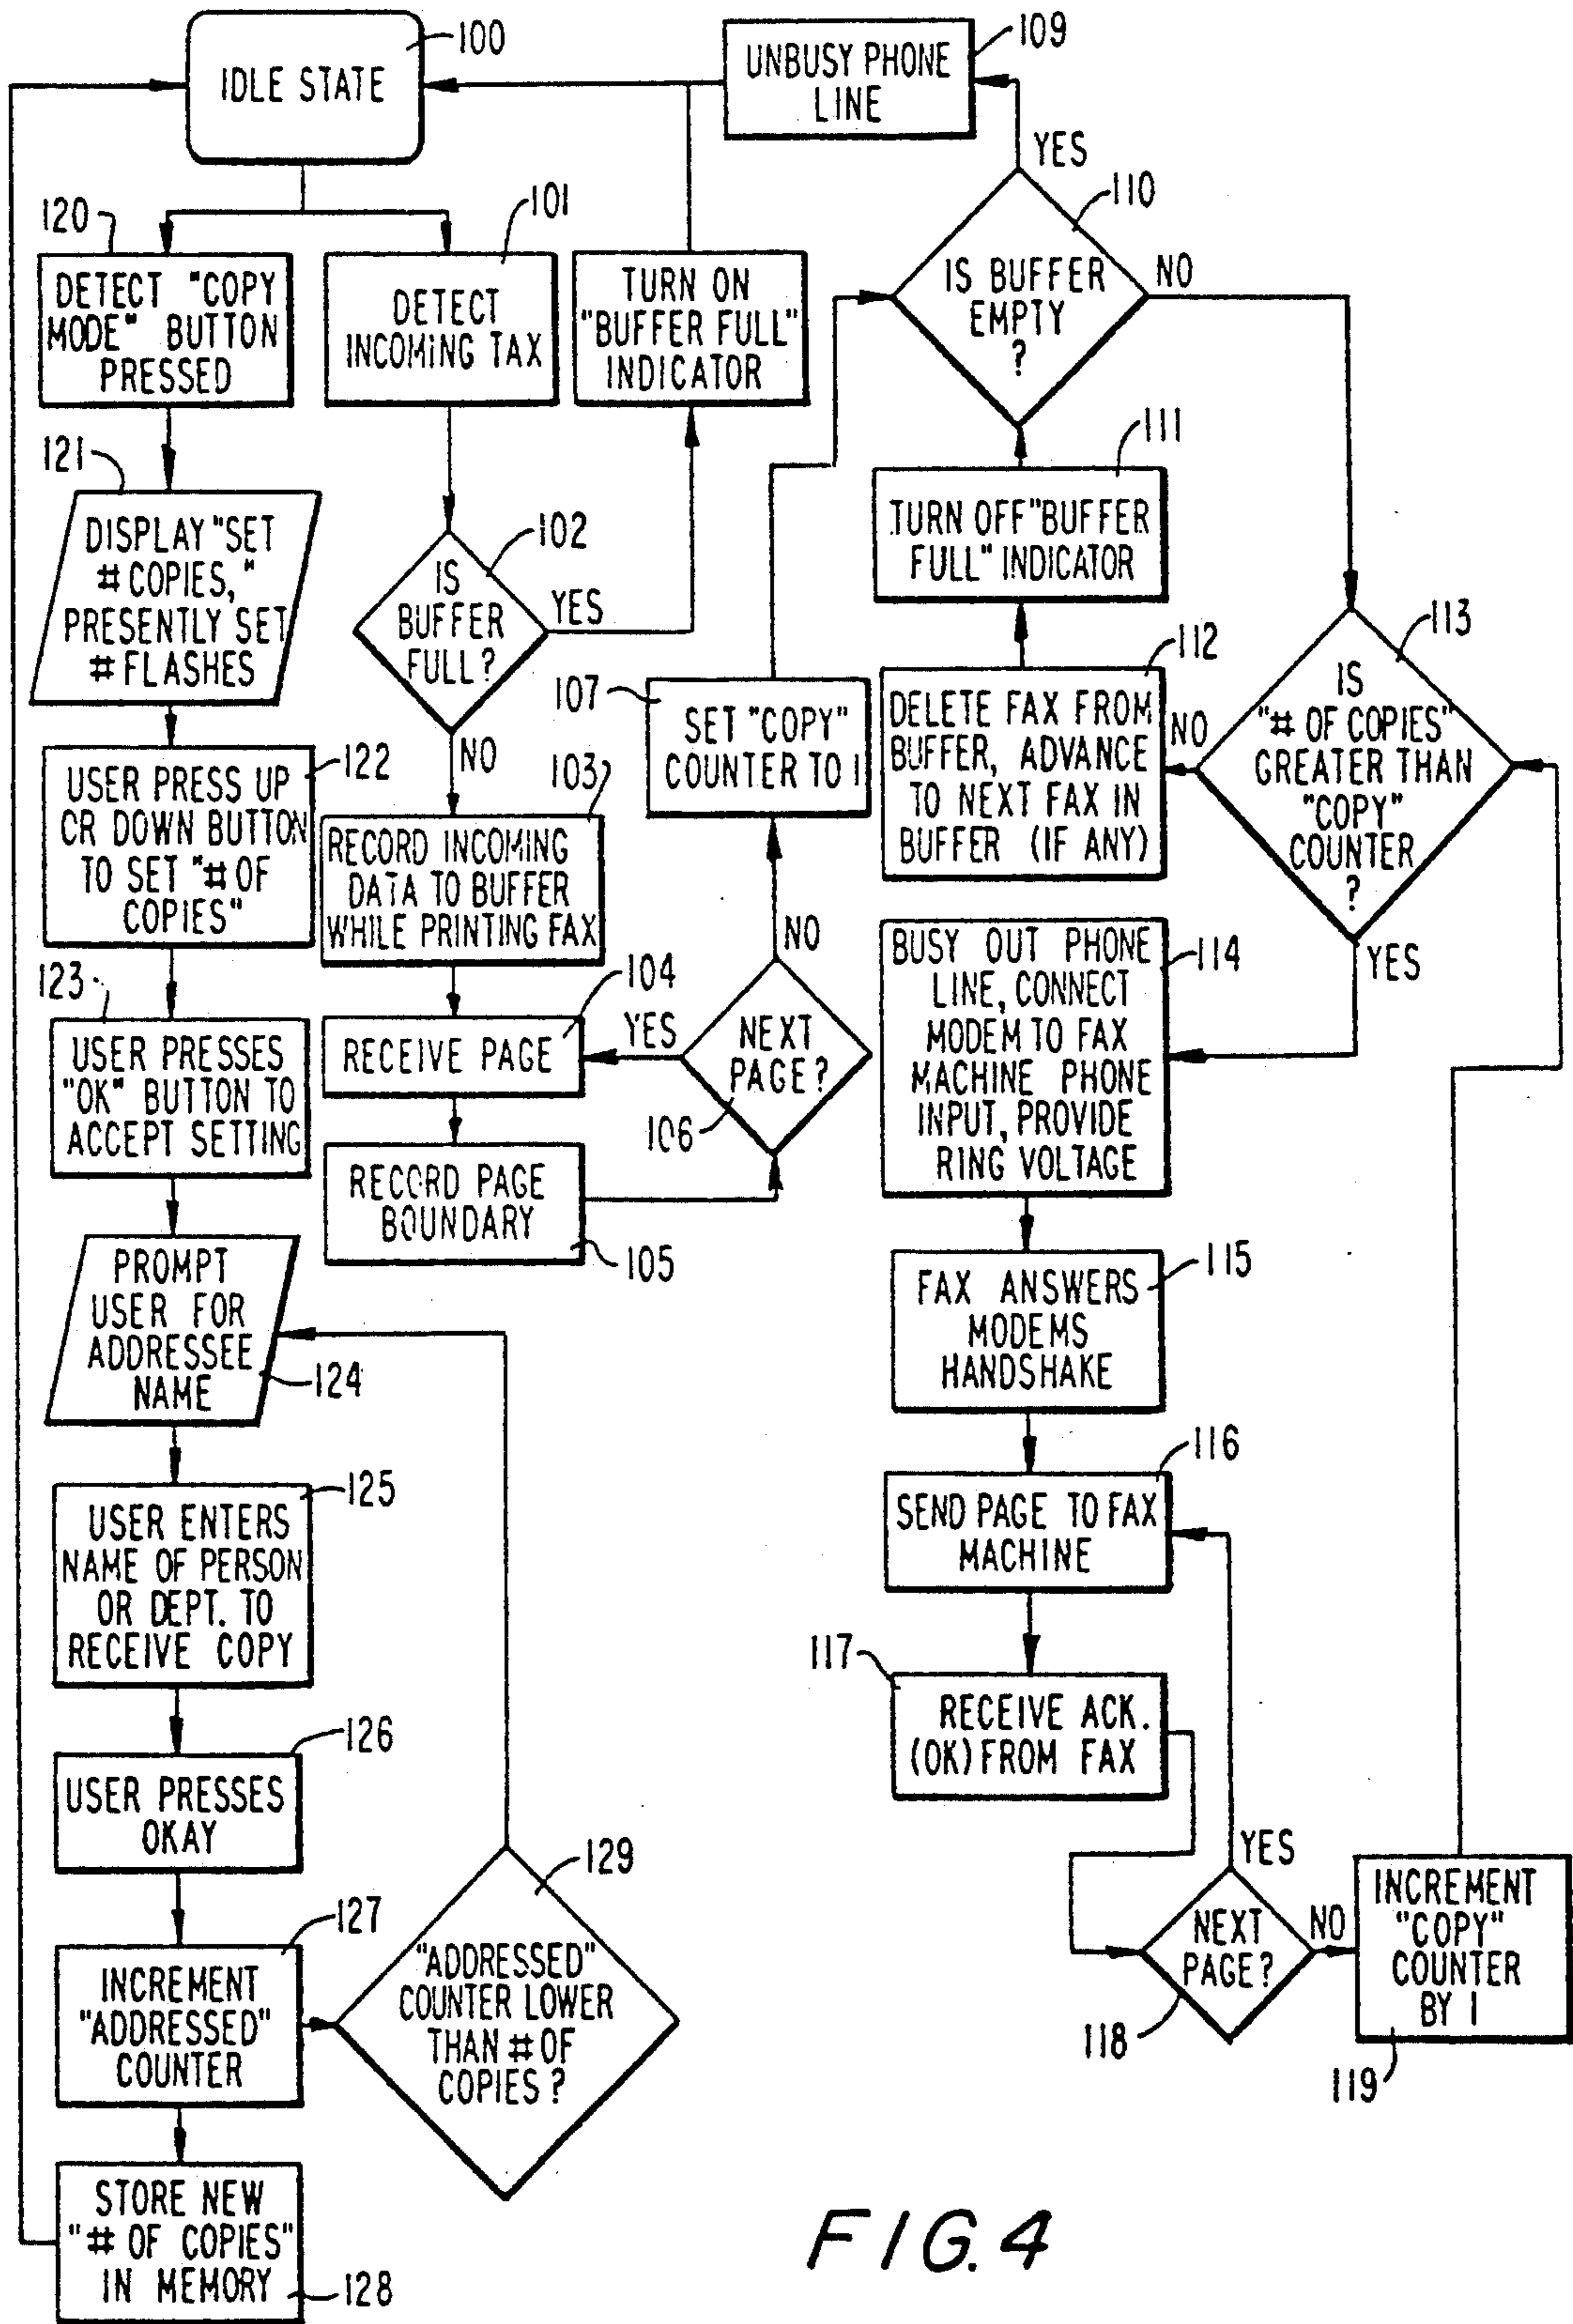 100
IDLE STATE
109
UNBUSY PHONE
LINE
YES
110
IS BUFFER
EMPTY
?
NO
120
DETECT "COPY
MODE" BUTTON
PRESSED
101
DETECT
INCOMING TAX
TURN ON
"BUFFER FULL"
INDICATOR
121
DISPLAY "SET
# COPIES,"
PRESENTLY SET
# FLASHES
102
IS
BUFFER
FULL?
YES
NO
111
TURN OFF "BUFFER
FULL" INDICATOR
112
DELETE FAX FROM
BUFFER, ADVANCE
TO NEXT FAX IN
BUFFER (IF ANY)
NO
113
IS
"# OF COPIES"
GREATER THAN
"COPY"
COUNTER
?
YES
107
SET "COPY"
COUNTER TO 1
122
USER PRESS UP
OR DOWN BUTTON
TO SET "# OF
COPIES"
103
RECORD INCOMING
DATA TO BUFFER
WHILE PRINTING FAX
NO
114
BUSY OUT PHONE
LINE, CONNECT
MODEM TO FAX
MACHINE PHONE
INPUT, PROVIDE
RING VOLTAGE
123
USER PRESSES
"OK" BUTTON TO
ACCEPT SETTING
104
RECEIVE PAGE
YES
NEXT
PAGE?
106
RECORD PAGE
BOUNDARY
105
PROMPT
USER FOR
ADDRESSEE
NAME
124
115
FAX ANSWERS
MODEMS
HANDSHAKE
125
USER ENTERS
NAME OF PERSON
OR DEPT. TO
RECEIVE COPY
116
SEND PAGE TO FAX
MACHINE
117
RECEIVE ACK.
(OK) FROM FAX
126
USER PRESSES
OKAY
129
"ADDRESSED"
COUNTER LOWER
THAN # OF
COPIES?
YES
NEXT
PAGE?
NO
118
INCREMENT
"COPY"
COUNTER
BY 1
119
127
INCREMENT
"ADDRESSED"
COUNTER
STORE NEW
"# OF COPIES"
IN MEMORY
128
FIG. 4